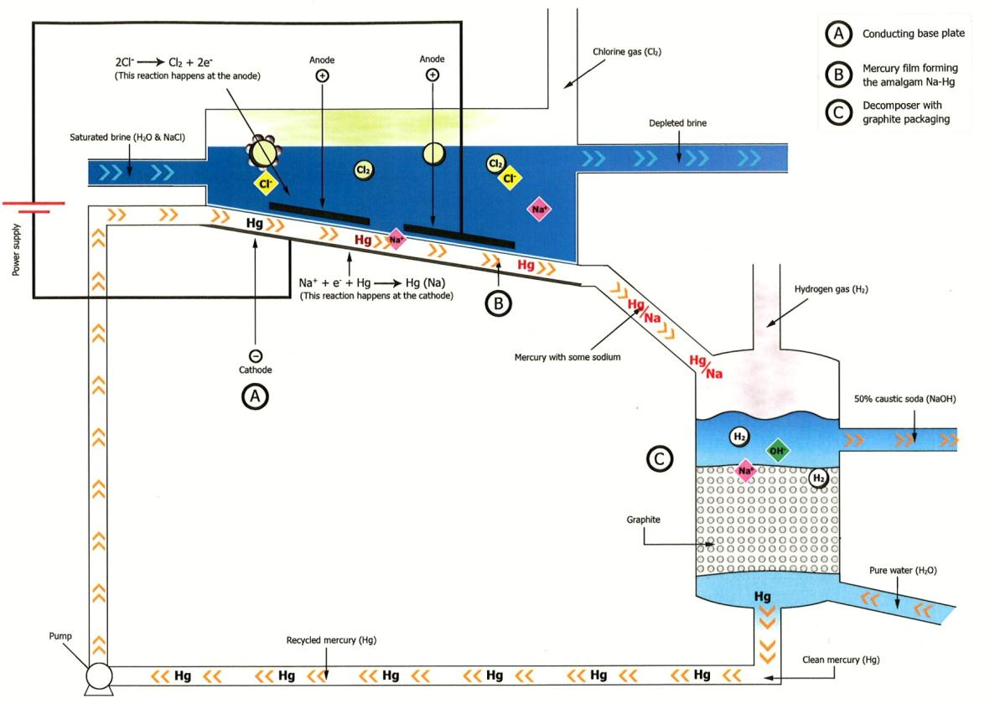 A Conducting base plate
B Mercury film forming
the amalgam Na-Hg
C Decomposer with
graphite packaging
Chlorine gas (Cl₂)
2Cl⁻ ⟶ Cl₂ + 2e⁻
(This reaction happens at the anode)
Anode
+
Anode
+
Saturated brine (H₂O & NaCl)
Depleted brine
Cl₂
Cl₂
Cl⁻
Cl⁻
Na⁺
Power supply
Hg
Hg
Na⁺
Hg
Na⁺ + e⁻ + Hg ⟶ Hg (Na)
(This reaction happens at the cathode)
B
−
Cathode
A
Hg/Na
Mercury with some sodium
Hg/Na
Hydrogen gas (H₂)
50% caustic soda (NaOH)
H₂
OH⁻
Na⁺
H₂
C
Graphite
Pure water (H₂O)
Hg
Pump
Recycled mercury (Hg)
Clean mercury (Hg)
Hg Hg Hg Hg Hg Hg